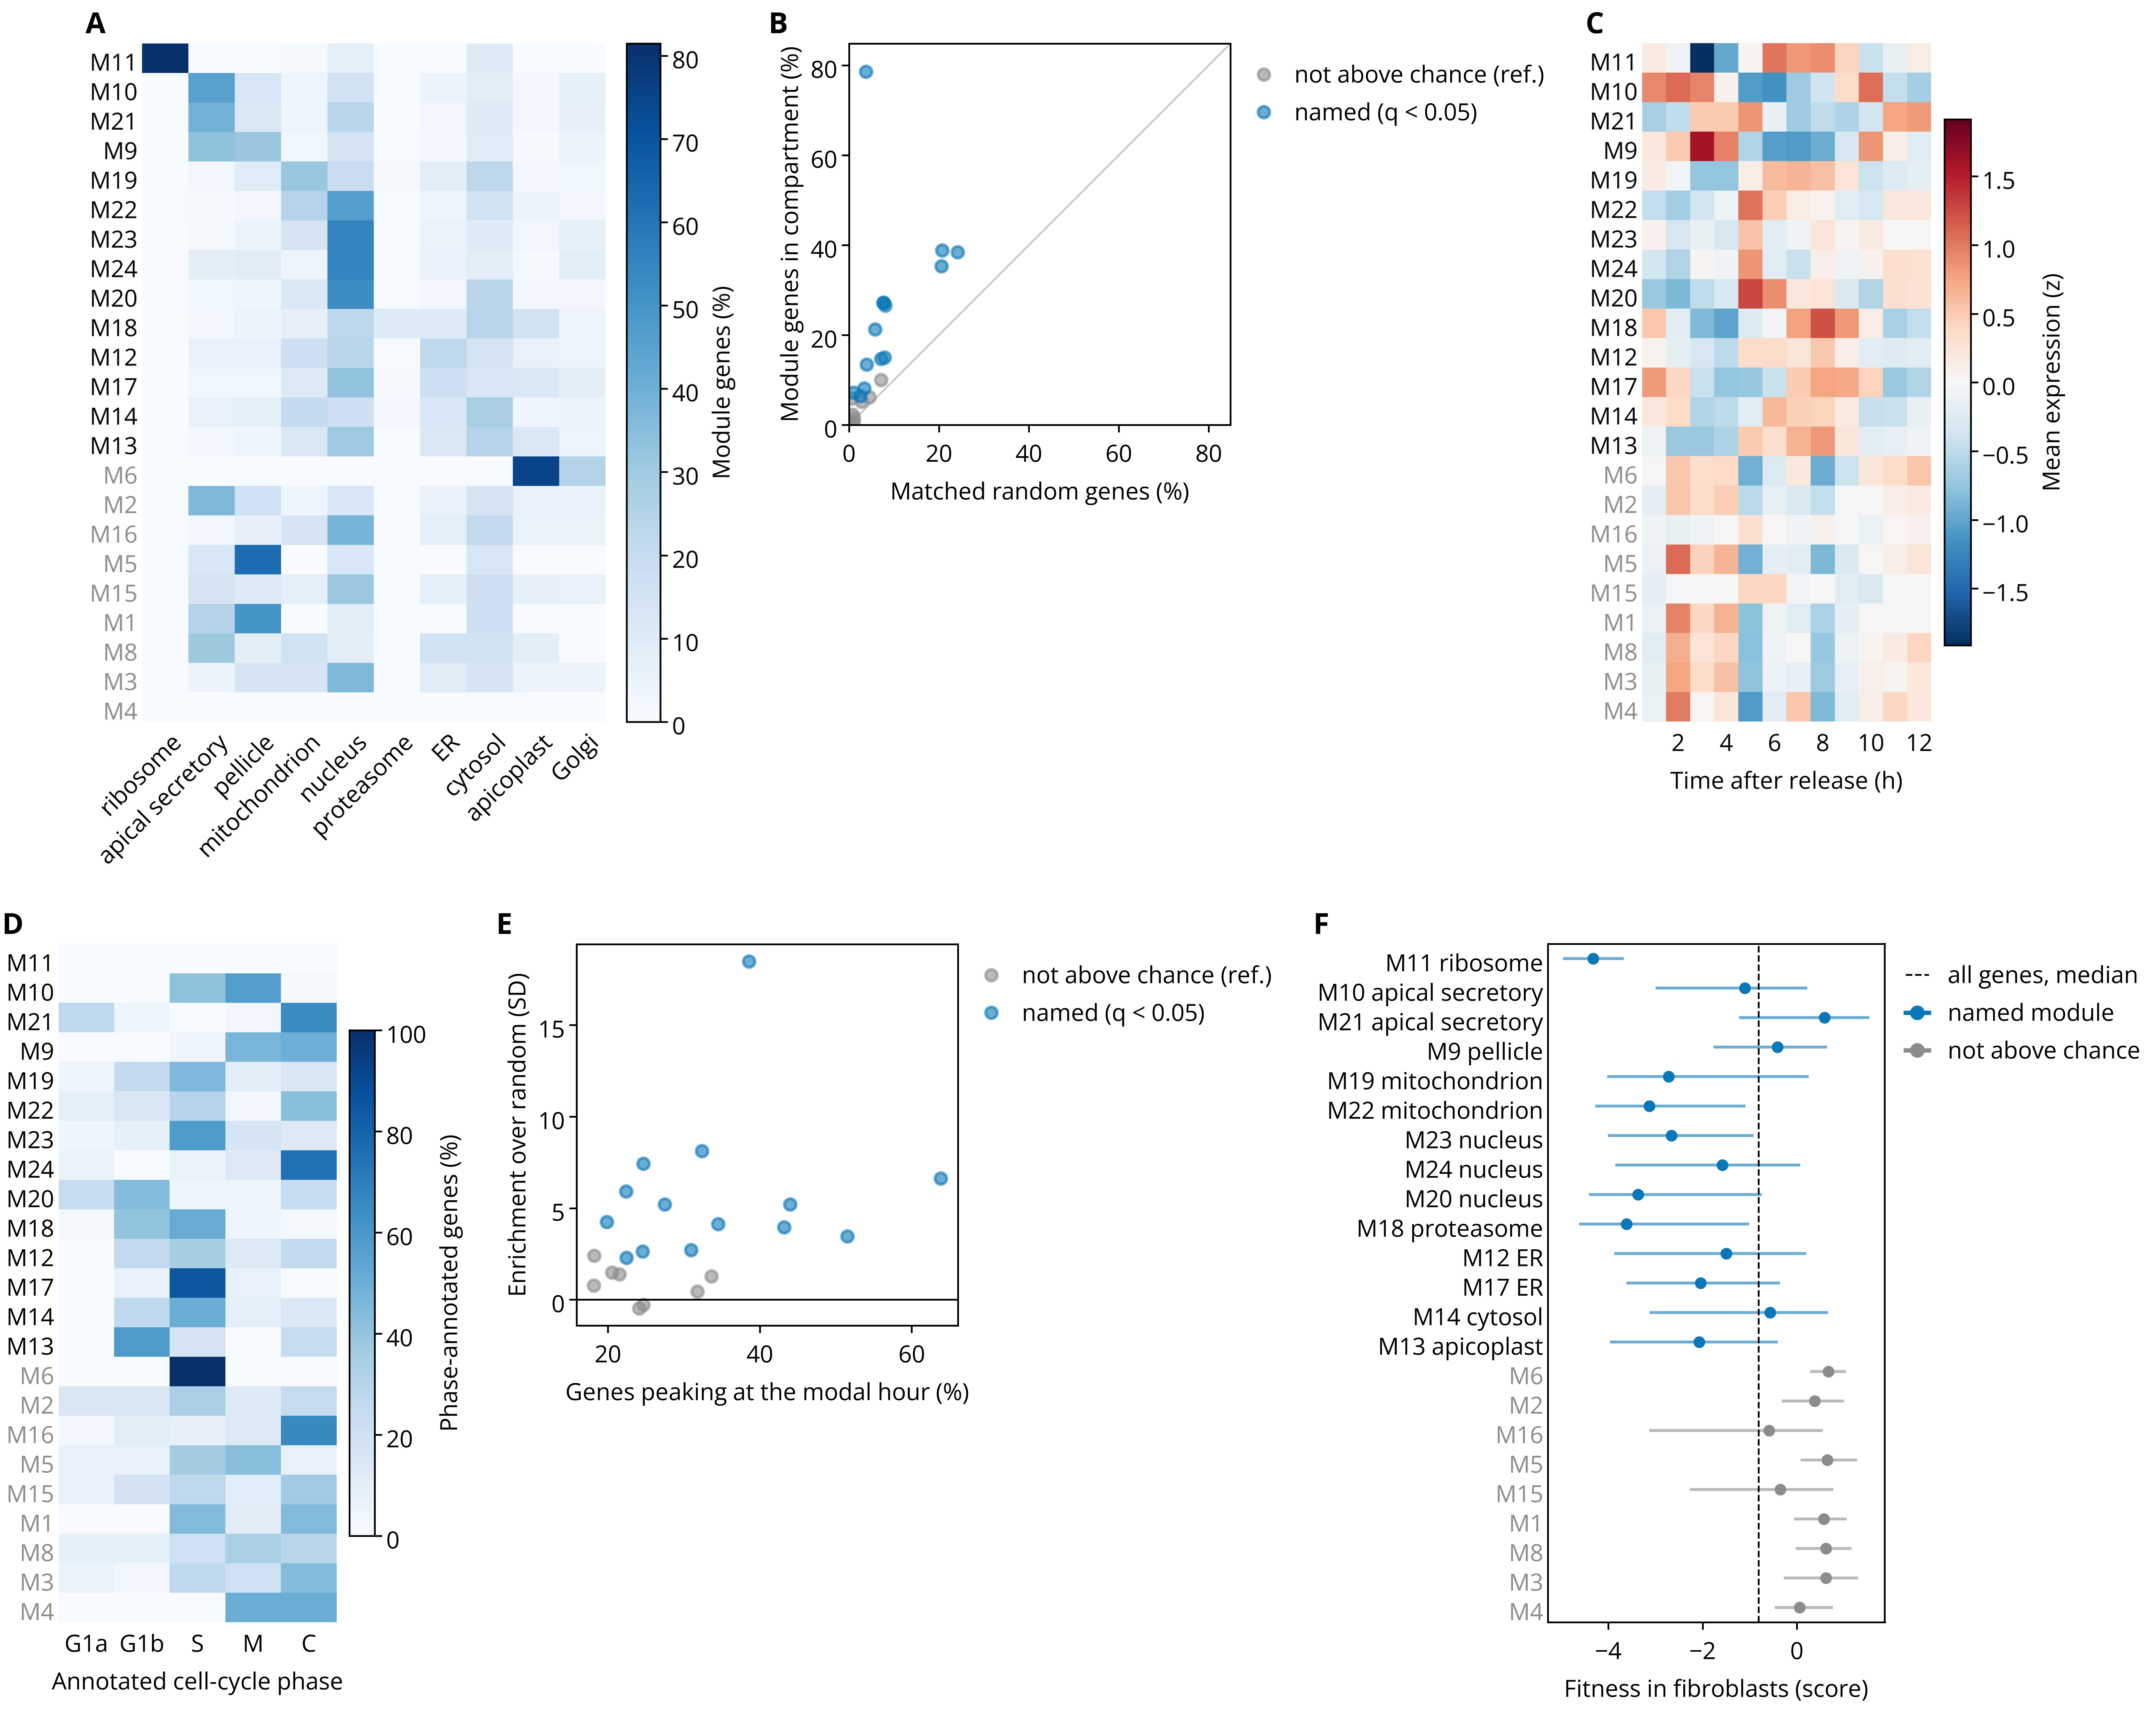 A
M11
M10
M21
M9
M19
M22
M23
M24
M20
M18
M12
M17
M14
M13
M6
M2
M16
M5
M15
M1
M8
M3
M4
ribosome
apical secretory
pellicle
mitochondrion
nucleus
proteasome
ER
cytosol
apicoplast
Golgi
80
70
60
50
40
30
20
10
0
Module genes (%)
B
Module genes in compartment (%)
80
60
40
20
0
0 20 40 60 80
Matched random genes (%)
not above chance (ref.)
named (q < 0.05)
C
M11
M10
M21
M9
M19
M22
M23
M24
M20
M18
M12
M17
M14
M13
M6
M2
M16
M5
M15
M1
M8
M3
M4
2 4 6 8 10 12
Time after release (h)
1.5
1.0
0.5
0.0
−0.5
−1.0
−1.5
Mean expression (z)
D
M11
M10
M21
M9
M19
M22
M23
M24
M20
M18
M12
M17
M14
M13
M6
M2
M16
M5
M15
M1
M8
M3
M4
G1a G1b S M C
Annotated cell-cycle phase
100
80
60
40
20
0
Phase-annotated genes (%)
E
Enrichment over random (SD)
15
10
5
0
20 40 60
Genes peaking at the modal hour (%)
not above chance (ref.)
named (q < 0.05)
F
M11 ribosome
M10 apical secretory
M21 apical secretory
M9 pellicle
M19 mitochondrion
M22 mitochondrion
M23 nucleus
M24 nucleus
M20 nucleus
M18 proteasome
M12 ER
M17 ER
M14 cytosol
M13 apicoplast
M6
M2
M16
M5
M15
M1
M8
M3
M4
−4 −2 0
Fitness in fibroblasts (score)
all genes, median
named module
not above chance